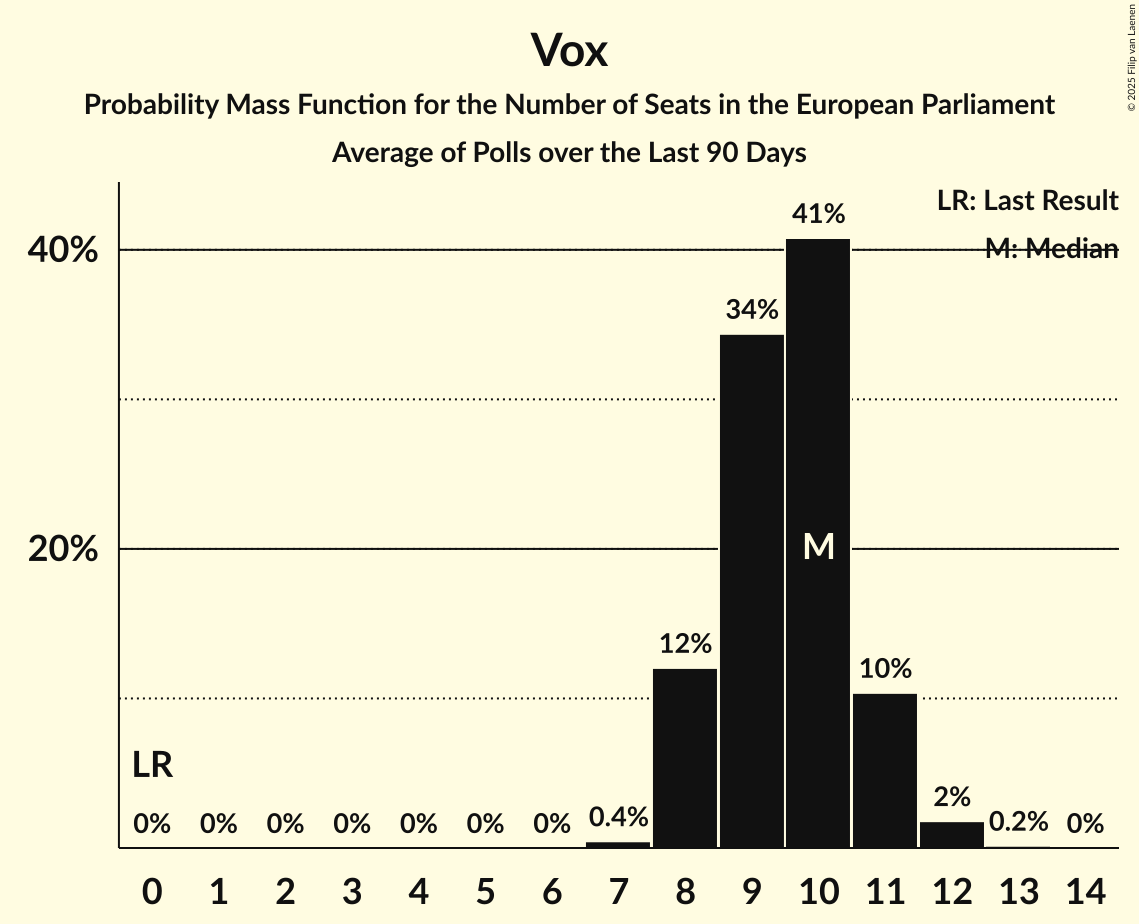 Vox
Probability Mass Function for the Number of Seats in the European Parliament
Average of Polls over the Last 90 Days
© 2025 Filip van Laenen
LR: Last Result
M: Median
40%
20%
41%
34%
12%
10%
2%
0.4%
0.2%
0%
0% 0% 0% 0% 0% 0% 0%
LR
M
0 1 2 3 4 5 6 7 8 9 10 11 12 13 14